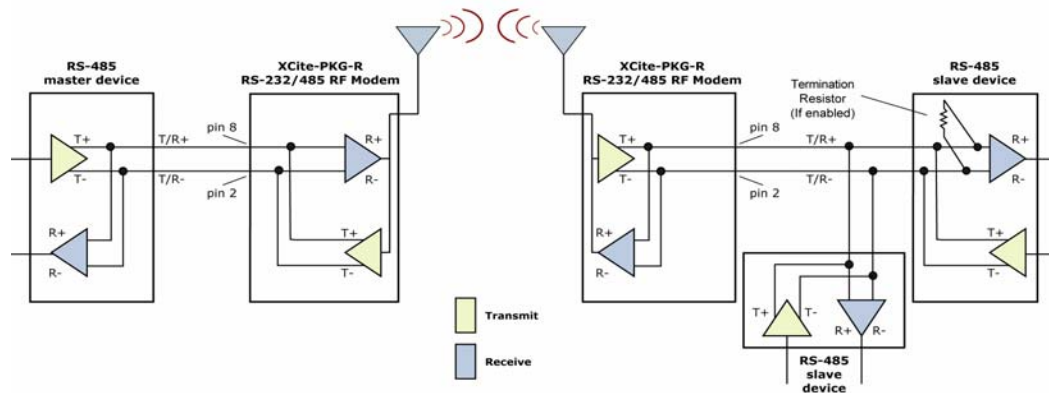 RS-485
master device
XCite-PKG-R
RS-232/485 RF Modem
T+
T-
R+
R-
T/R+
T/R-
pin 8
pin 2
R+
R-
T+
T-
Transmit
Receive
XCite-PKG-R
RS-232/485 RF Modem
T+
T-
R+
R-
pin 8
pin 2
T/R+
T/R-
Termination
Resistor
(If enabled)
RS-485
slave device
R+
R-
T+
T-
T+
T-
R+
R-
RS-485
slave
device